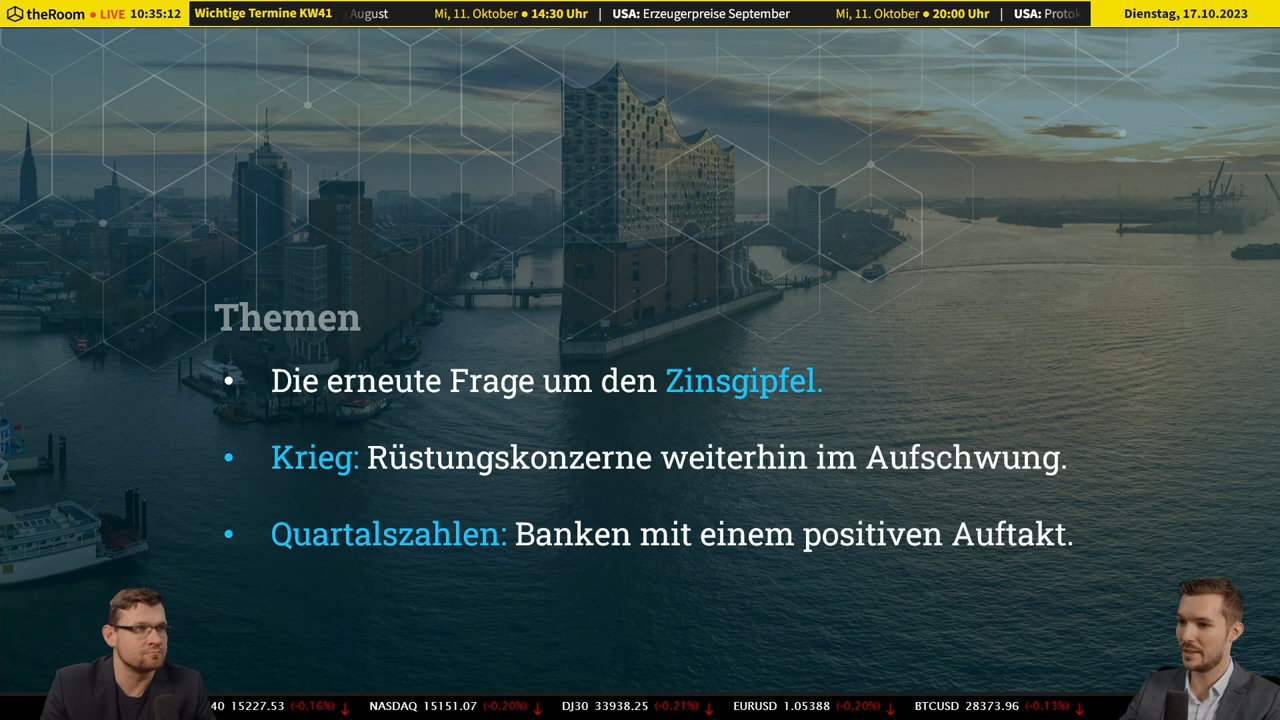 theRoom ● LIVE 10:35:12 Wichtige Termine KW41 August Mi, 11. Oktober ● 14:30 Uhr | USA: Erzeugerpreise September Mi, 11. Oktober ● 20:00 Uhr | USA: Dienstag, 17.10.2023
Themen
• Die erneute Frage um den Zinsgipfel.
• Krieg: Rüstungskonzerne weiterhin im Aufschwung.
• Quartalszahlen: Banken mit einem positiven Auftakt.
40 15227.53 (-0.16%) ↓ NASDAQ 15151.07 (-0.20%) ↓ DJ30 33938.25 (-0.21%) ↓ EURUSD 1.05388 (-0.20%) ↓ BTCUSD 28373.96 (-0.13%) ↓